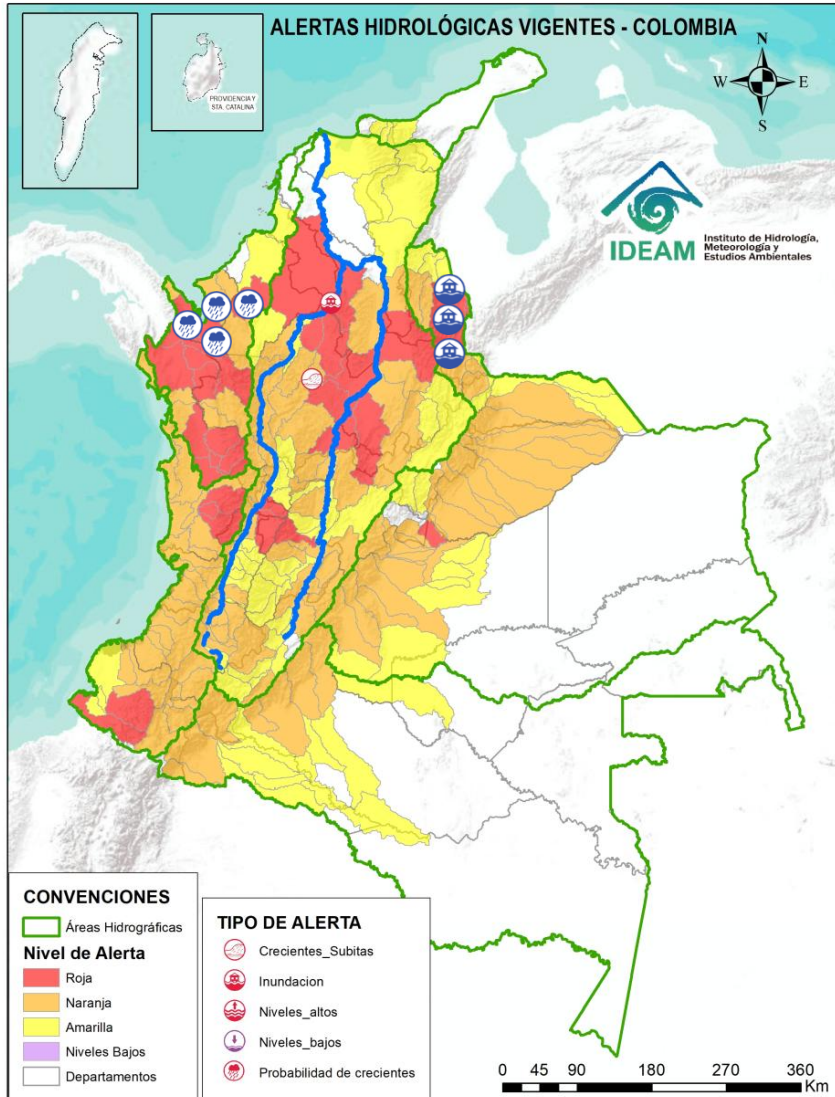 ALERTAS HIDROLÓGICAS VIGENTES - COLOMBIA
PROVIDENCIA Y
STA. CATALINA
N
W
E
S
IDEAM
Instituto de Hidrología,
Meteorología y
Estudios Ambientales
CONVENCIONES
Áreas Hidrográficas
Nivel de Alerta
Roja
Naranja
Amarilla
Niveles Bajos
Departamentos
TIPO DE ALERTA
Crecientes_Subitas
Inundacion
Niveles_altos
Niveles_bajos
Probabilidad de crecientes
0 45 90 180 270 360
Km